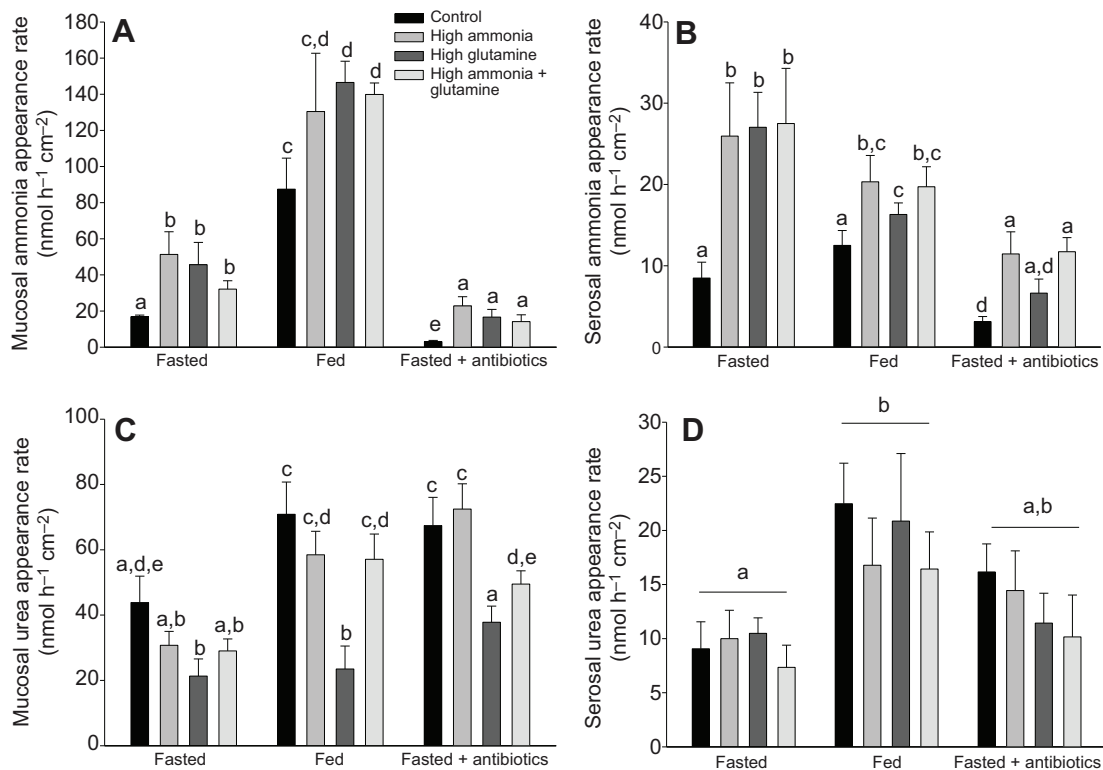 A
Control
High ammonia
High glutamine
High ammonia +
glutamine
Mucosal ammonia appearance rate
(nmol h–1 cm–2)
180
160
140
120
100
80
60
40
20
0
a
b
b
b
c
c,d
d
d
e
a
a
a
Fasted
Fed
Fasted + antibiotics
B
Serosal ammonia appearance rate
(nmol h–1 cm–2)
40
30
20
10
0
a
b
b
b
a
b,c
c
b,c
d
a
a,d
a
Fasted
Fed
Fasted + antibiotics
C
Mucosal urea appearance rate
(nmol h–1 cm–2)
100
80
60
40
20
0
a,d,e
a,b
b
a,b
c
c,d
b
c,d
c
c
a
d,e
Fasted
Fed
Fasted + antibiotics
D
Serosal urea appearance rate
(nmol h–1 cm–2)
30
25
20
15
10
5
0
a
b
a,b
Fasted
Fed
Fasted + antibiotics